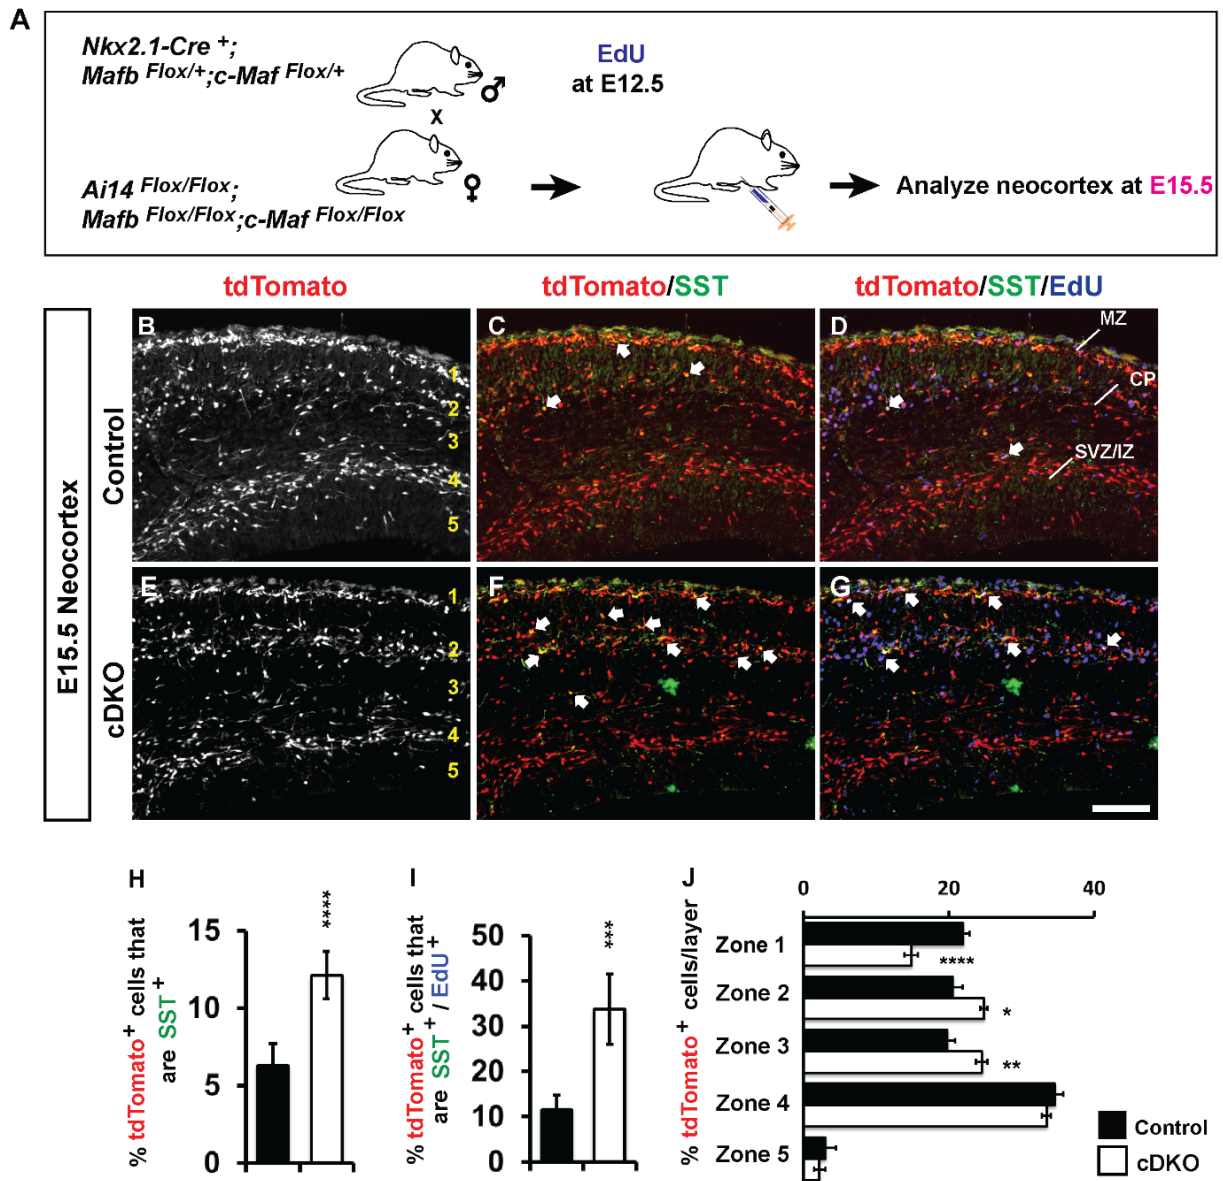 A
Nkx2.1-Cre +;
Mafb Flox/+;c-Maf Flox/+
♂
X
♀
Ai14 Flox/Flox;
Mafb Flox/Flox;c-Maf Flox/Flox
EdU
at E12.5
Analyze neocortex at E15.5
tdTomato
tdTomato/SST
tdTomato/SST/EdU
E15.5 Neocortex
Control
B
1
2
3
4
5
C
D
MZ
CP
SVZ/IZ
cDKO
E
1
2
3
4
5
F
G
H
% tdTomato+ cells that
are SST+
15
10
5
0
****
I
% tdTomato+ cells that
are SST+ / EdU+
50
40
30
20
10
0
***
J
% tdTomato+ cells/layer
0 20 40
Zone 1
****
Zone 2
*
Zone 3
**
Zone 4
Zone 5
Control
cDKO